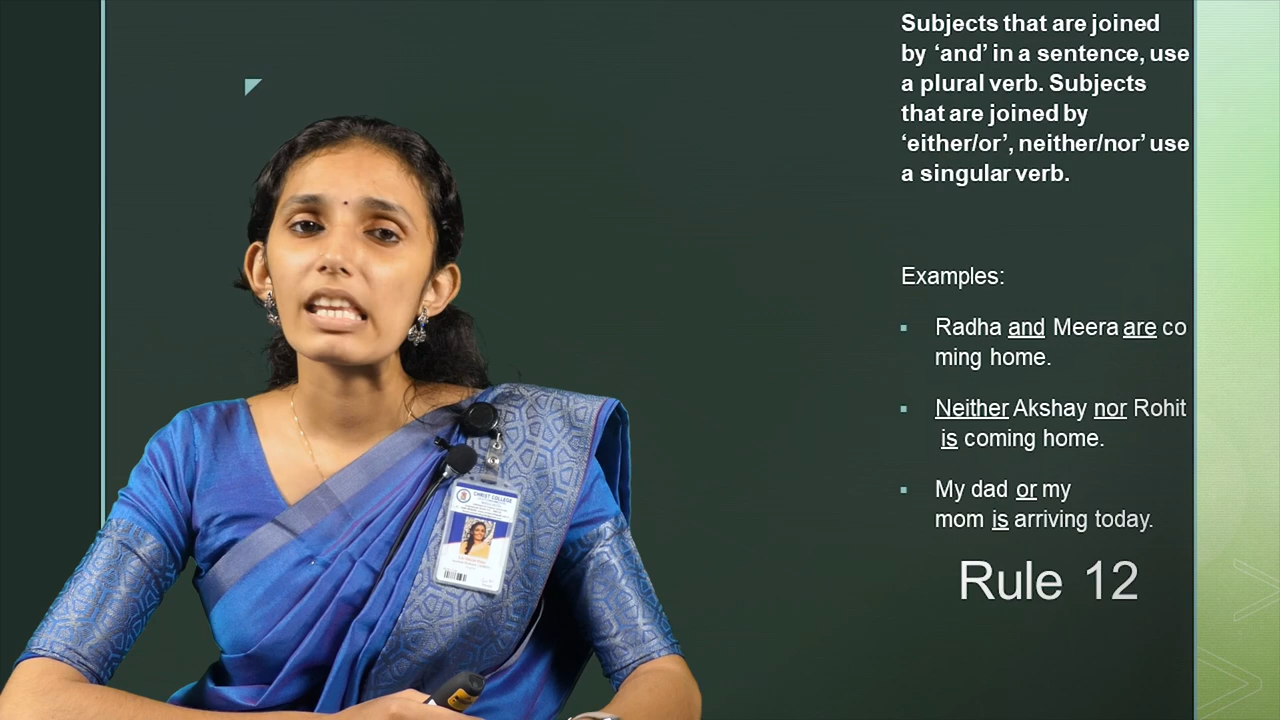 Subjects that are joined
by ‘and’ in a sentence, use
a plural verb. Subjects
that are joined by
‘either/or’, neither/nor’ use
a singular verb.
Examples:
▪ Radha and Meera are co
ming home.
▪ Neither Akshay nor Rohit
is coming home.
▪ My dad or my
mom is arriving today.
Rule 12
CHRIST COLLEGE